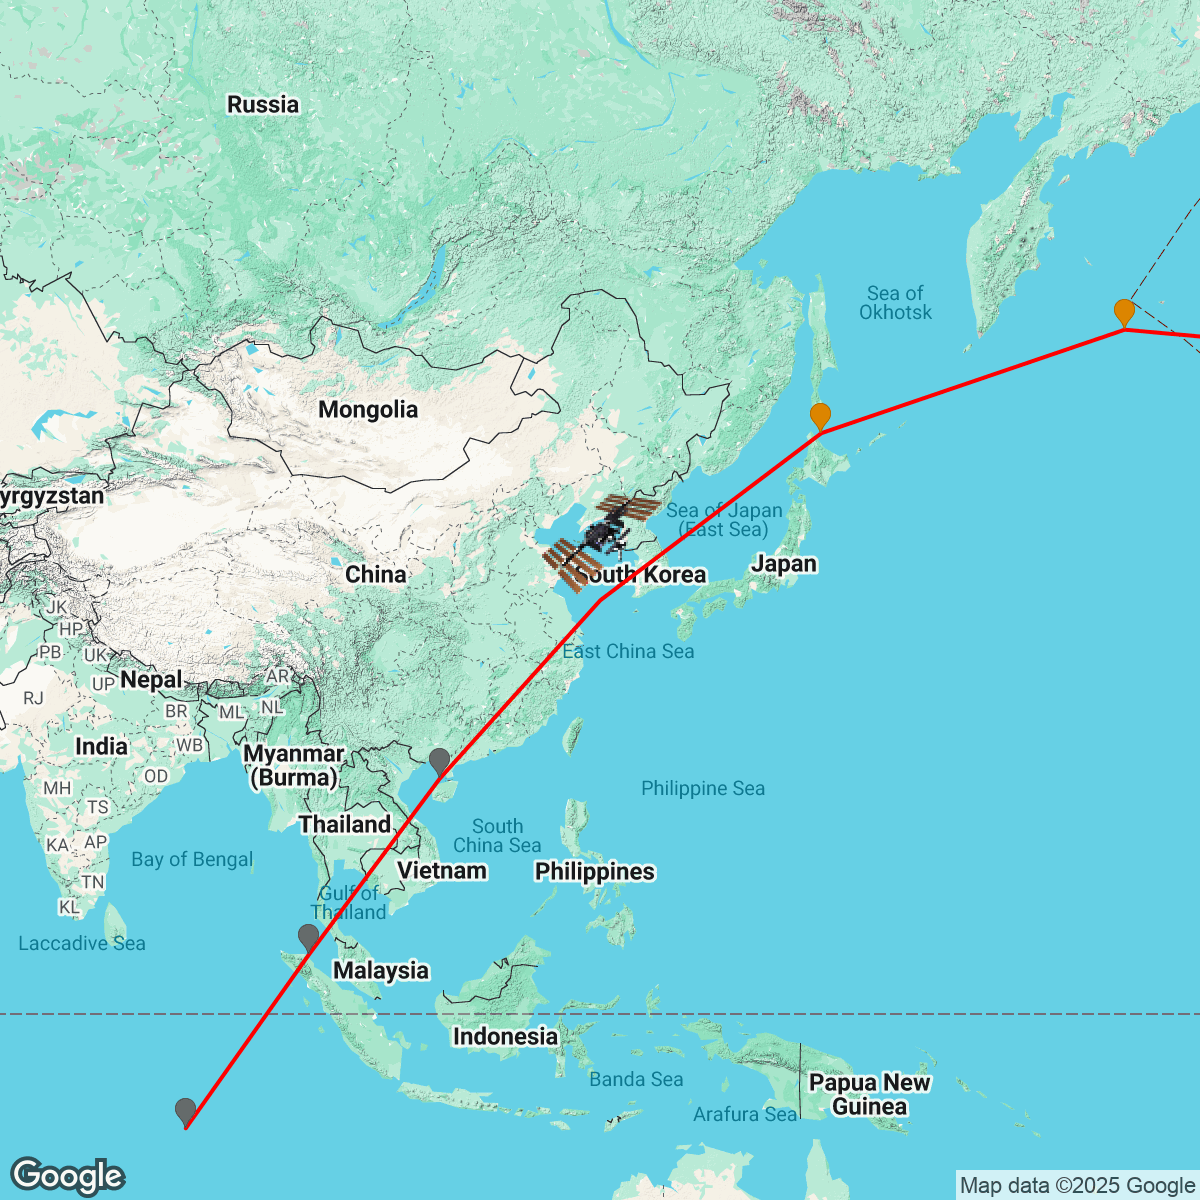 Russia
Sea of
Okhotsk
Mongolia
yrgyzstan
Sea of Japan
(East Sea)
Japan
China
South Korea
JK
HP
PB
UK
East China Sea
Nepal
AR
UP
RJ
BR
ML
NL
India
WB
Myanmar
(Burma)
OD
MH
TS
Philippine Sea
Thailand
South
China Sea
KA
AP
Bay of Bengal
Vietnam
Philippines
TN
Gulf of
Thailand
KL
Laccadive Sea
Malaysia
Indonesia
Banda Sea
Papua New
Guinea
Arafura Sea
Google
Map data ©2025 Google